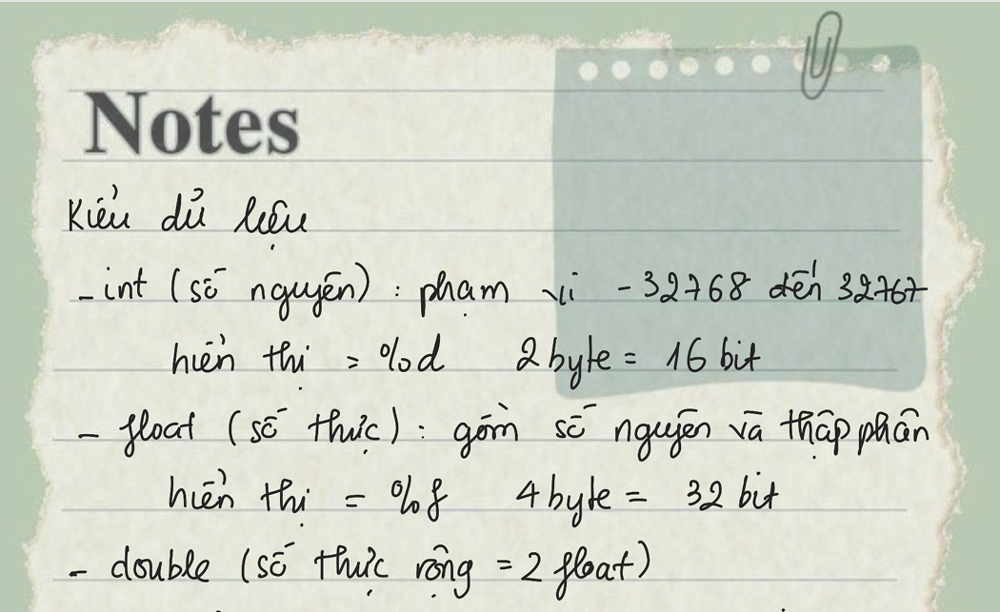 Notes
Kiểu dữ liệu
- int (số nguyên) : phạm vi -32768 đến 32767
hiển thị = %d 2 byte = 16 bit
- float (số thực) : gồm số nguyên và thập phân
hiển thị = %f 4 byte = 32 bit
- double (số thực rộng = 2 float)